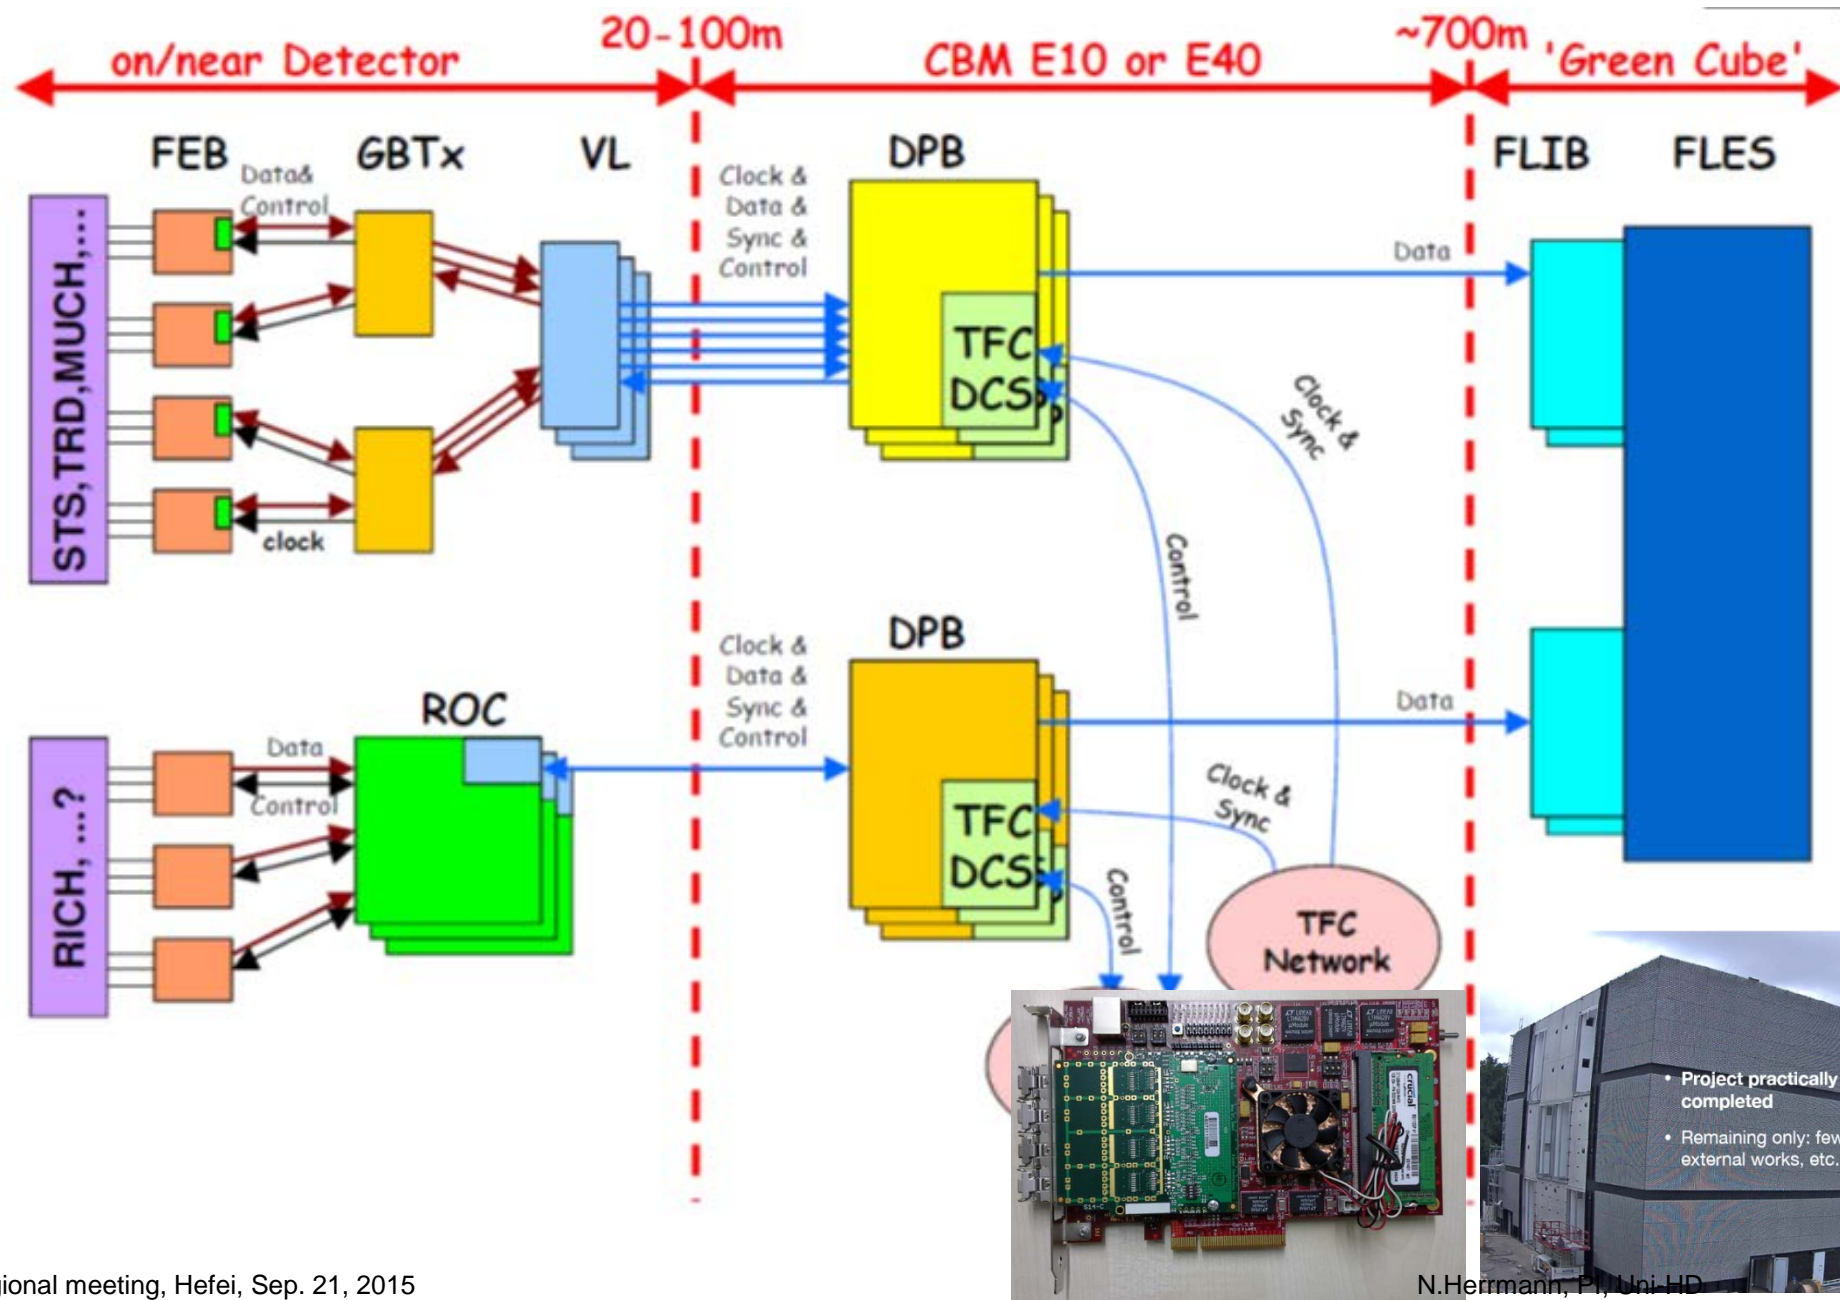 20-100m
~700m
on/near Detector
CBM E10 or E40
'Green Cube'
FEB
GBTx
VL
DPB
FLIB
FLES
Data&
Control
Clock &
Data &
Sync &
Control
Data
STS,TRD,MUCH,...
TFC
DCS
Clock &
Sync
clock
Control
DPB
Clock &
Data &
Sync &
Control
ROC
Data
Data
Control
RICH, ...?
Clock &
Sync
TFC
DCS
Control
TFC
Network
crucial
S14-C
• Project practically
completed
• Remaining only: few
external works, etc.
gional meeting, Hefei, Sep. 21, 2015
N.Herrmann, PI, Uni-HD